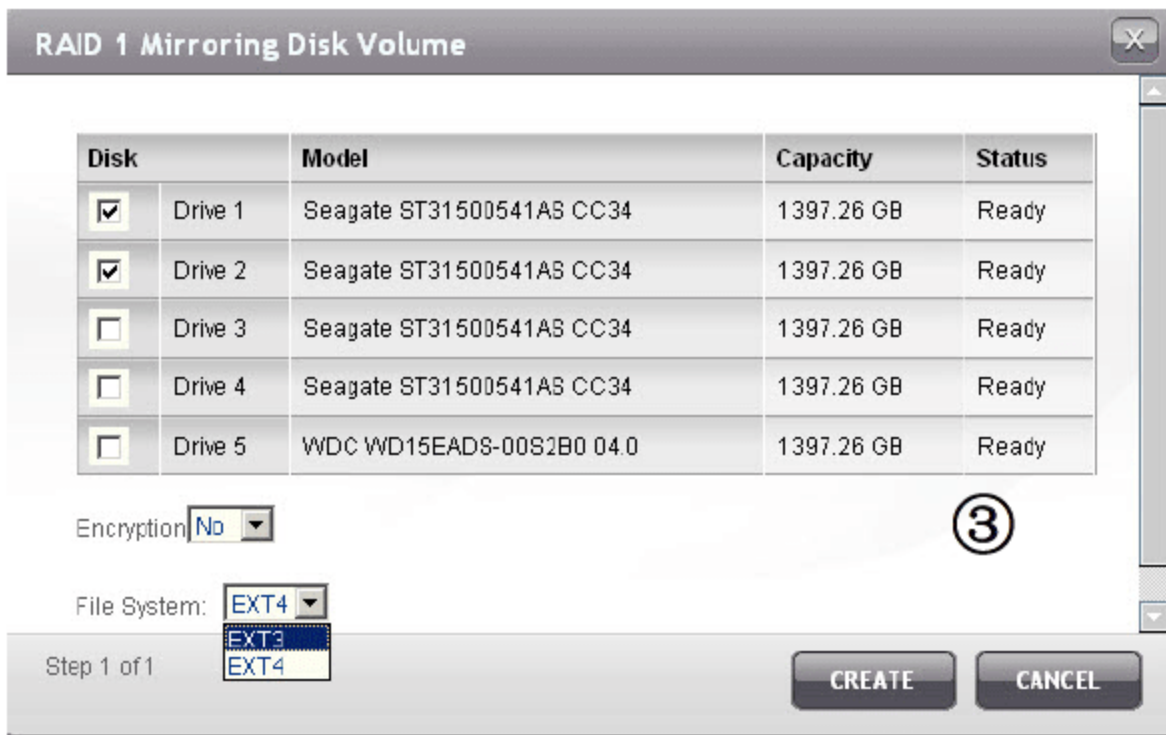 RAID 1 Mirroring Disk Volume
X
Disk Model Capacity Status
Drive 1 Seagate ST31500541AS CC34 1397.26 GB Ready
Drive 2 Seagate ST31500541AS CC34 1397.26 GB Ready
Drive 3 Seagate ST31500541AS CC34 1397.26 GB Ready
Drive 4 Seagate ST31500541AS CC34 1397.26 GB Ready
Drive 5 WDC WD15EADS-00S2B0 04.0 1397.26 GB Ready
Encryption No
③
File System: EXT4
EXT3
EXT4
Step 1 of 1
CREATE CANCEL